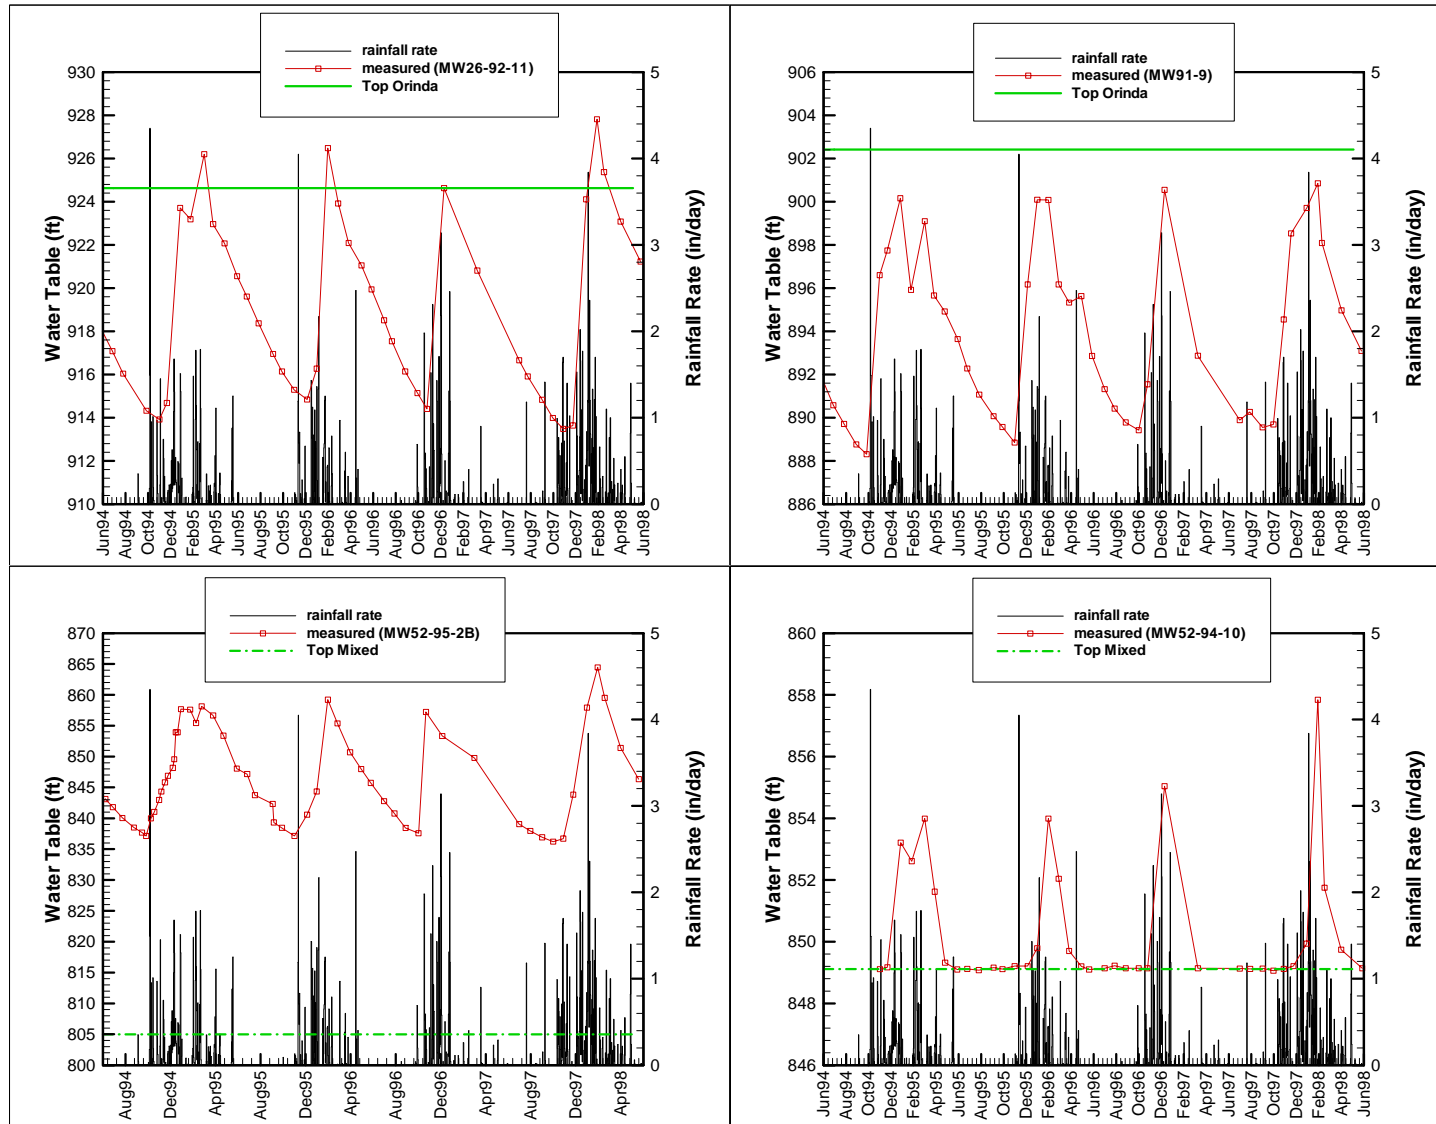 rainfall rate
measured (MW26-92-11)
Top Orinda
Water Table (ft)
930
928
926
924
922
920
918
916
914
912
910
5
4
3
2
1
0
Rainfall Rate (in/day)
Jun94
Aug94
Oct94
Dec94
Feb95
Apr95
Jun95
Aug95
Oct95
Dec95
Feb96
Apr96
Jun96
Aug96
Oct96
Dec96
Feb97
Apr97
Jun97
Aug97
Oct97
Dec97
Feb98
Apr98
Jun98
rainfall rate
measured (MW91-9)
Top Orinda
Water Table (ft)
906
904
902
900
898
896
894
892
890
888
886
5
4
3
2
1
0
Rainfall Rate (in/day)
Jun94
Aug94
Oct94
Dec94
Feb95
Apr95
Jun95
Aug95
Oct95
Dec95
Feb96
Apr96
Jun96
Aug96
Oct96
Dec96
Feb97
Apr97
Jun97
Aug97
Oct97
Dec97
Feb98
Apr98
Jun98
rainfall rate
measured (MW52-95-2B)
Top Mixed
Water Table (ft)
870
865
860
855
850
845
840
835
830
825
820
815
810
805
800
5
4
3
2
1
0
Rainfall Rate (in/day)
Aug94
Dec94
Apr95
Aug95
Dec95
Apr96
Aug96
Dec96
Apr97
Aug97
Dec97
Apr98
rainfall rate
measured (MW52-94-10)
Top Mixed
Water Table (ft)
860
858
856
854
852
850
848
846
5
4
3
2
1
0
Rainfall Rate (in/day)
Jun94
Aug94
Oct94
Dec94
Feb95
Apr95
Jun95
Aug95
Oct95
Dec95
Feb96
Apr96
Jun96
Aug96
Oct96
Dec96
Feb97
Apr97
Jun97
Aug97
Oct97
Dec97
Feb98
Apr98
Jun98